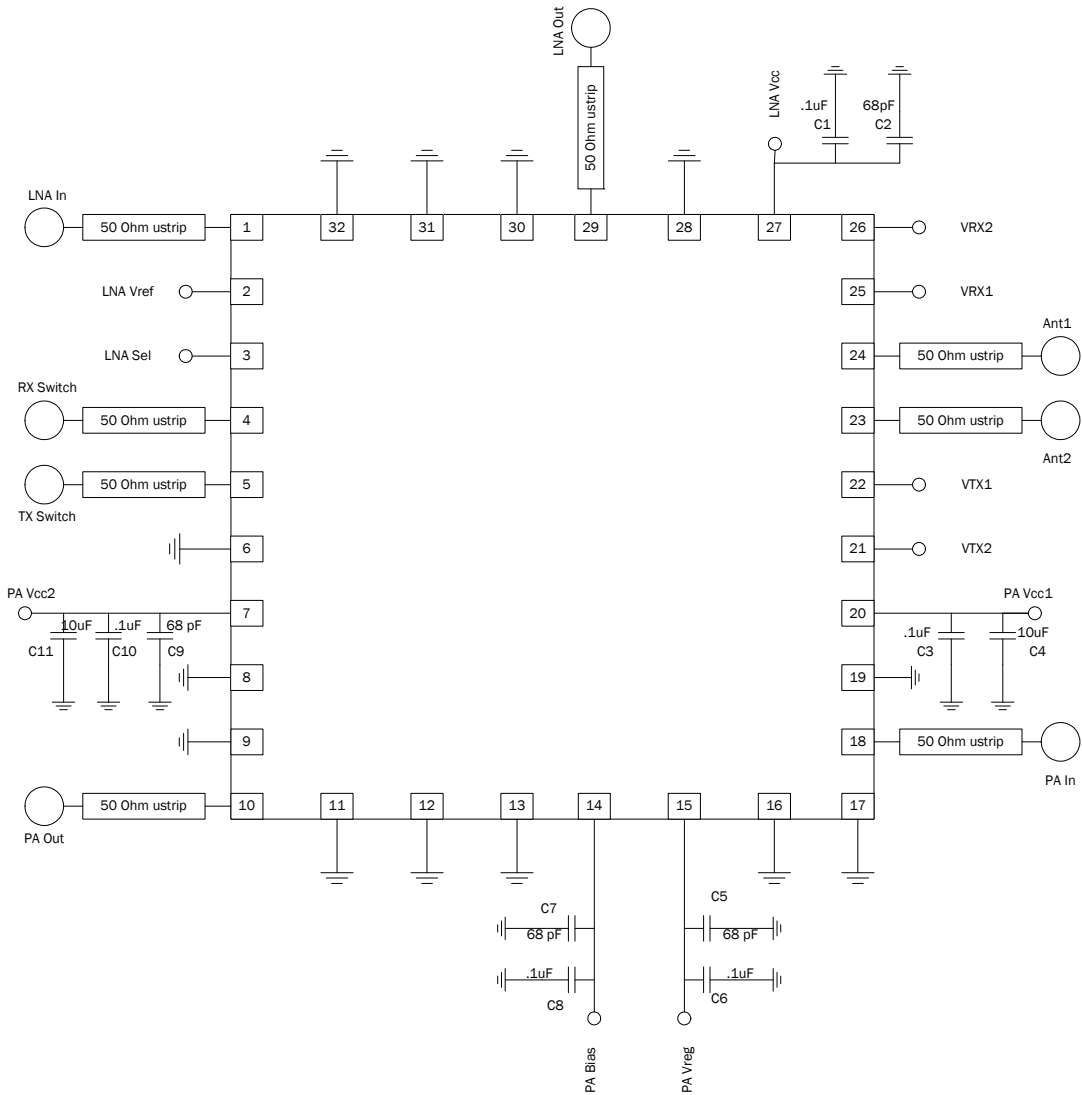 LNA Out
50 Ohm ustrip
LNA Vcc
.1uF
C1
68pF
C2
LNA In
50 Ohm ustrip
1
32
31
30
29
28
27
26
VRX2
LNA Vref
2
25
VRX1
LNA Sel
3
24
50 Ohm ustrip
Ant1
RX Switch
50 Ohm ustrip
4
23
50 Ohm ustrip
Ant2
50 Ohm ustrip
5
TX Switch
22
VTX1
6
21
VTX2
PA Vcc2
7
10uF
.1uF
68 pF
C11
C10
C9
20
PA Vcc1
.1uF
C3
10uF
C4
8
19
9
18
50 Ohm ustrip
PA In
50 Ohm ustrip
10
PA Out
11
12
13
14
15
16
17
C7
68 pF
C5
68 pF
.1uF
C8
.1uF
C6
PA Bias
PA Vreg